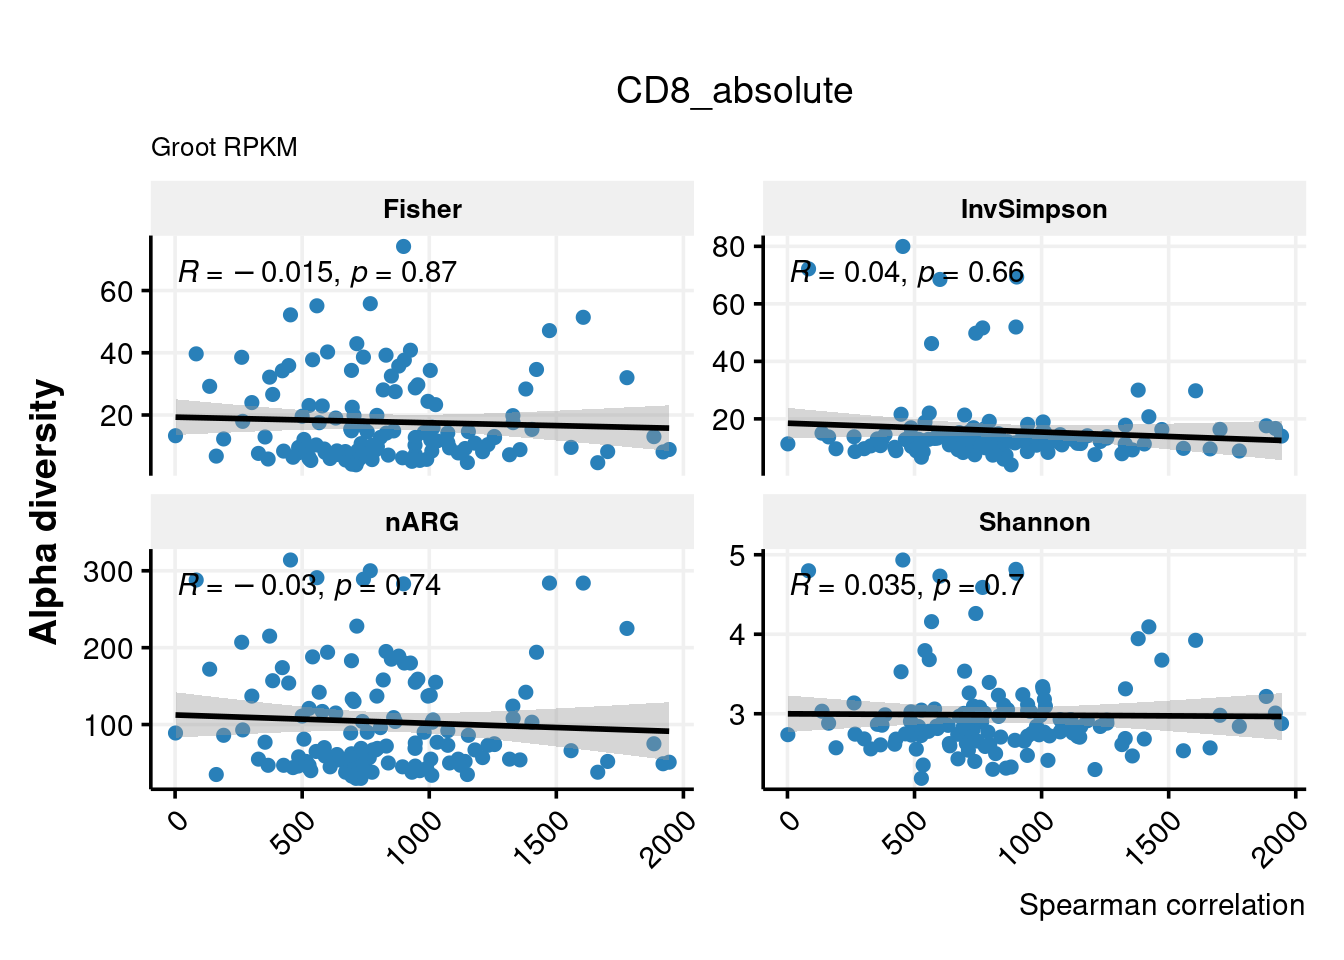 CD8_absolute
Groot RPKM
Fisher
InvSimpson
R = −0.015, p = 0.87
R = 0.04, p = 0.66
60
40
20
80
60
40
20
Alpha diversity
nARG
Shannon
R = −0.03, p = 0.74
R = 0.035, p = 0.7
300
200
100
5
4
3
0
500
1000
1500
2000
0
500
1000
1500
2000
Spearman correlation